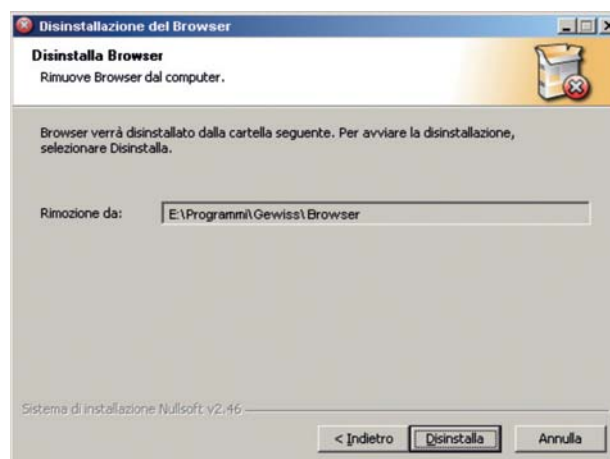 Disinstallazione del Browser
Disinstalla Browser
Rimuove Browser dal computer.
Browser verrà disinstallato dalla cartella seguente. Per avviare la disinstallazione,
selezionare Disinstalla.
Rimozione da: E:\Programmi\Gewiss\Browser
Sistema di installazione Nullsoft v2.46
< Indietro Disinstalla Annulla